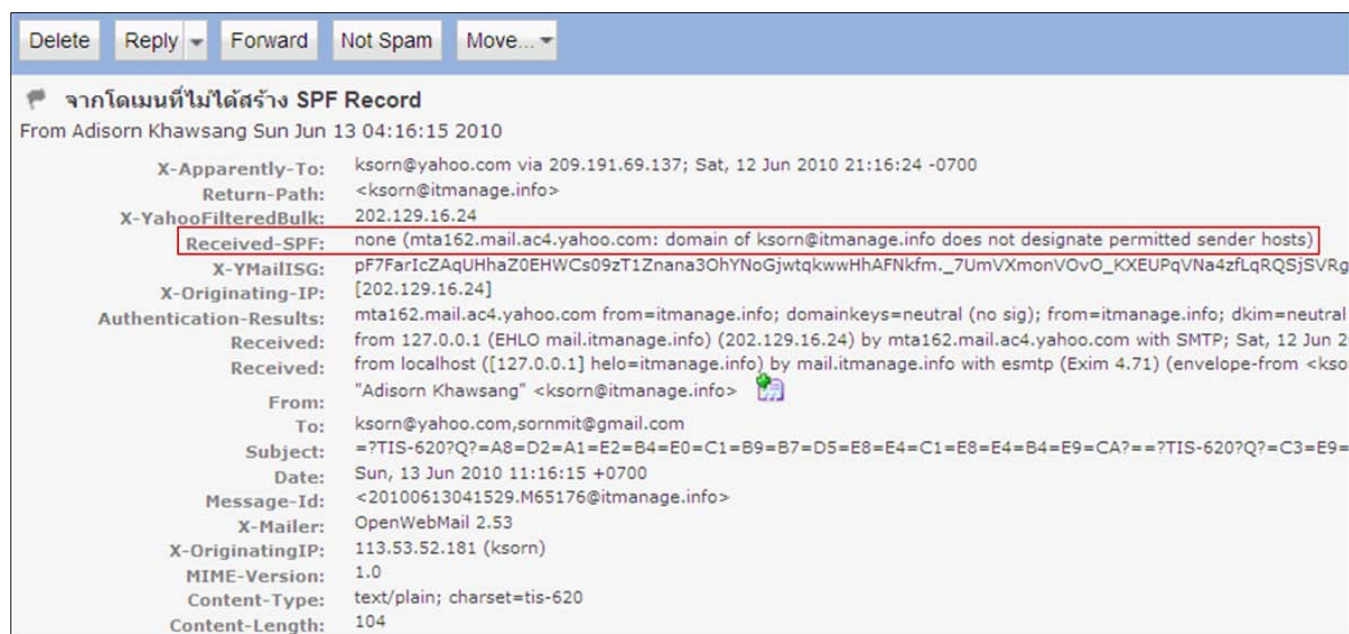 Delete Reply Forward Not Spam Move...
จากโดเมนที่ไม่ได้สร้าง SPF Record
From Adisorn Khawsang Sun Jun 13 04:16:15 2010
X-Apparently-To: ksorn@yahoo.com via 209.191.69.137; Sat, 12 Jun 2010 21:16:24 -0700
Return-Path: <ksorn@itmanage.info>
X-YahooFilteredBulk: 202.129.16.24
Received-SPF: none (mta162.mail.ac4.yahoo.com: domain of ksorn@itmanage.info does not designate permitted sender hosts)
X-YMailISG: pF7FarIcZAqUHhaZ0EHWCs09zT1Znana3OhYNoGjwtqkwwHhAFNkfm._7UmVXmonVOvO_KXEUPqVNa4zfLqRQSjSVRg
X-Originating-IP: [202.129.16.24]
Authentication-Results: mta162.mail.ac4.yahoo.com from=itmanage.info; domainkeys=neutral (no sig); from=itmanage.info; dkim=neutral
Received: from 127.0.0.1 (EHLO mail.itmanage.info) (202.129.16.24) by mta162.mail.ac4.yahoo.com with SMTP; Sat, 12 Jun 2
Received: from localhost ([127.0.0.1] helo=itmanage.info) by mail.itmanage.info with esmtp (Exim 4.71) (envelope-from <kso
From: "Adisorn Khawsang" <ksorn@itmanage.info>
To: ksorn@yahoo.com,sornmit@gmail.com
Subject: =?TIS-620?Q?=A8=D2=A1=E2=B4=E0=C1=B9=B7=D5=E8=E4=C1=E8=E4=B4=E9=CA?==?TIS-620?Q?=C3=E9=
Date: Sun, 13 Jun 2010 11:16:15 +0700
Message-Id: <20100613041529.M65176@itmanage.info>
X-Mailer: OpenWebMail 2.53
X-OriginatingIP: 113.53.52.181 (ksorn)
MIME-Version: 1.0
Content-Type: text/plain; charset=tis-620
Content-Length: 104